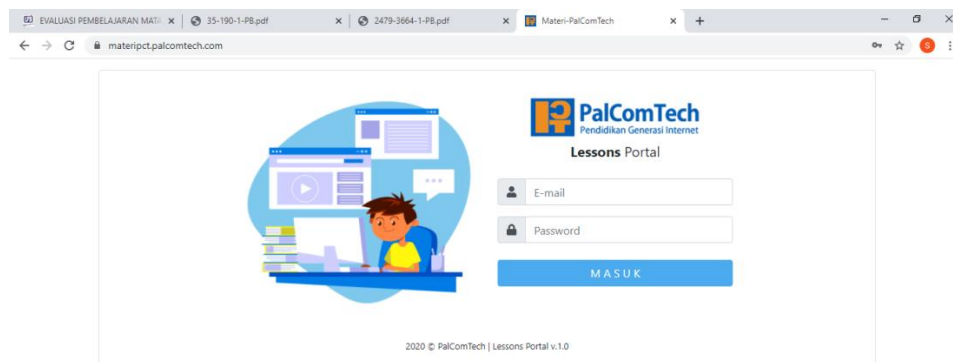 EVALUASI PEMBELAJARAN MATA
35-190-1-PB.pdf
2479-3664-1-PB.pdf
Materi-PalComTech
materipct.palcomtech.com
S
PalComTech
Pendidikan Generasi Internet
Lessons Portal
E-mail
Password
MASUK
2020 © PalComTech | Lessons Portal v.1.0